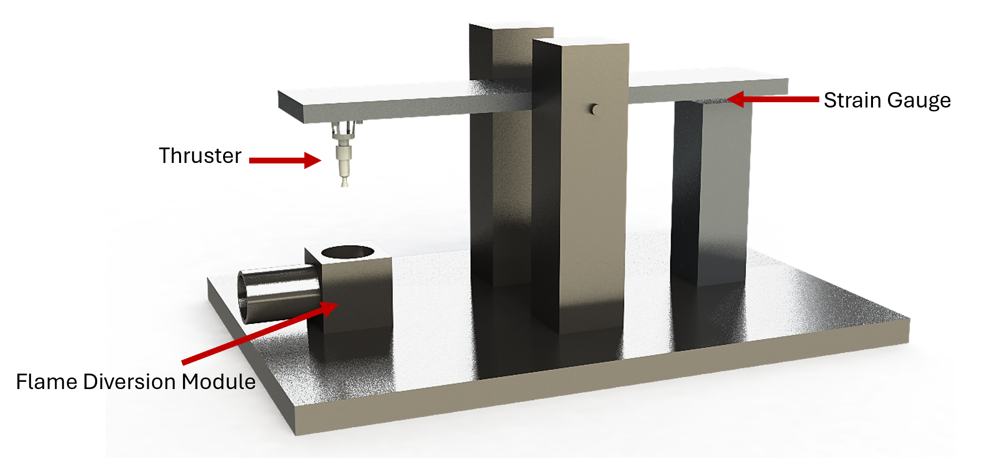 Strain Gauge
Thruster
Flame Diversion Module